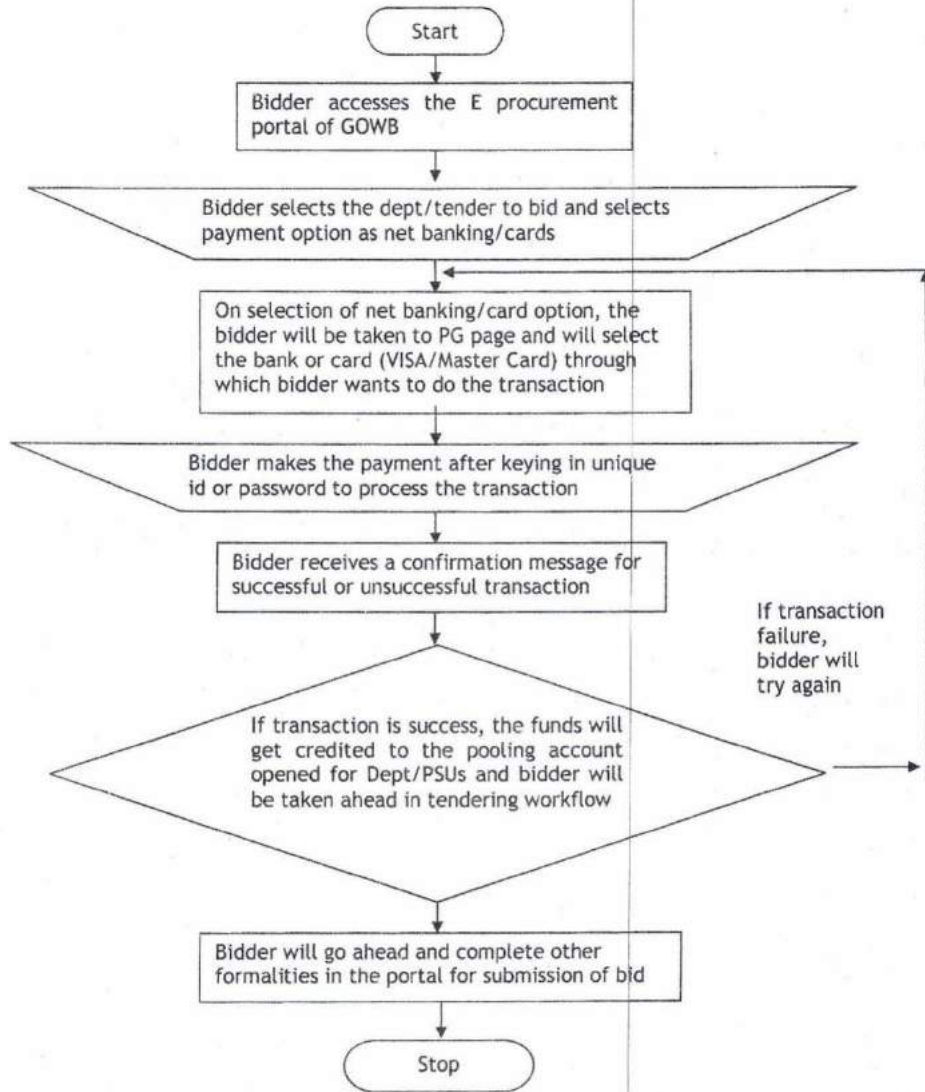 Start
Bidder accesses the E procurement
portal of GOWB
Bidder selects the dept/tender to bid and selects
payment option as net banking/cards
On selection of net banking/card option, the
bidder will be taken to PG page and will select
the bank or card (VISA/Master Card) through
which bidder wants to do the transaction
Bidder makes the payment after keying in unique
id or password to process the transaction
Bidder receives a confirmation message for
successful or unsuccessful transaction
If transaction
failure,
bidder will
try again
If transaction is success, the funds will
get credited to the pooling account
opened for Dept/PSUs and bidder will
be taken ahead in tendering workflow
Bidder will go ahead and complete other
formalities in the portal for submission of bid
Stop